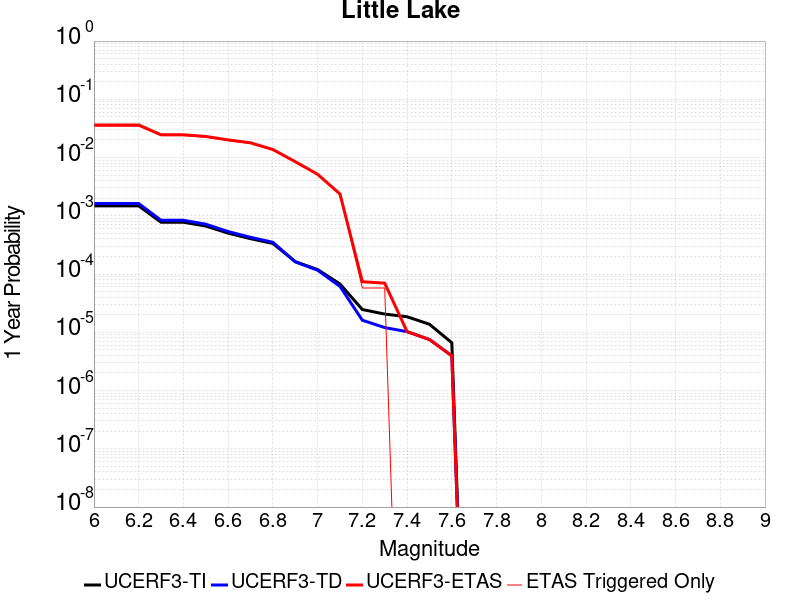 Little Lake
1 Year Probability
10^0
10^-1
10^-2
10^-3
10^-4
10^-5
10^-6
10^-7
10^-8
6 6.2 6.4 6.6 6.8 7 7.2 7.4 7.6 7.8 8 8.2 8.4 8.6 8.8 9
Magnitude
UCERF3-TI UCERF3-TD UCERF3-ETAS ETAS Triggered Only